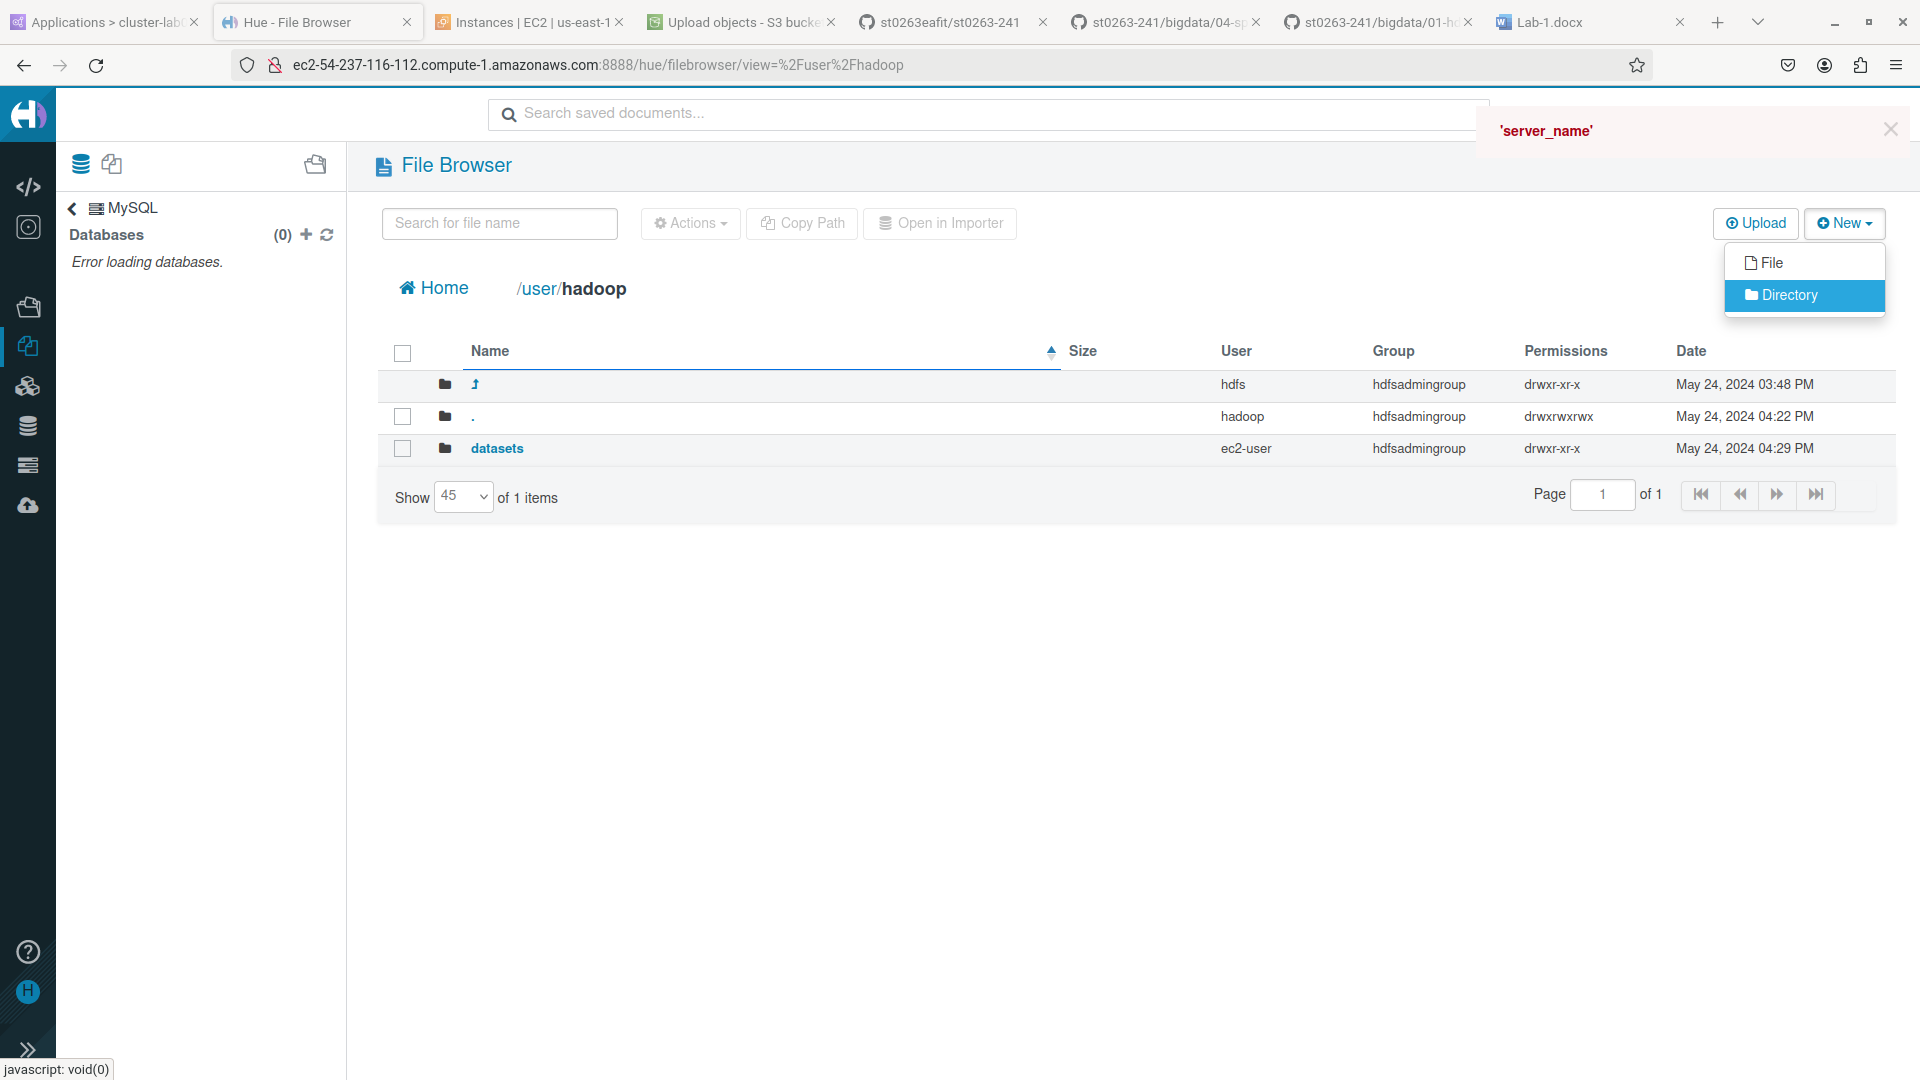 Applications > cluster-lab
Hue - File Browser
Instances | EC2 | us-east-1
Upload objects - S3 bucke
st0263eafit/st0263-241
st0263-241/bigdata/04-sp
st0263-241/bigdata/01-hd
Lab-1.docx
ec2-54-237-116-112.compute-1.amazonaws.com:8888/hue/filebrowser/view=%2Fuser%2Fhadoop
Search saved documents...
'server_name'
File Browser
MySQL
Databases (0)
Error loading databases.
Search for file name
Actions
Copy Path
Open in Importer
Upload
New
File
Directory
Home
/user/hadoop
Name Size User Group Permissions Date
hdfs hdfsadmingroup drwxr-xr-x May 24, 2024 03:48 PM
. hadoop hdfsadmingroup drwxrwxrwx May 24, 2024 04:22 PM
datasets ec2-user hdfsadmingroup drwxr-xr-x May 24, 2024 04:29 PM
Show 45 of 1 items
Page 1 of 1
H
javascript: void(0)